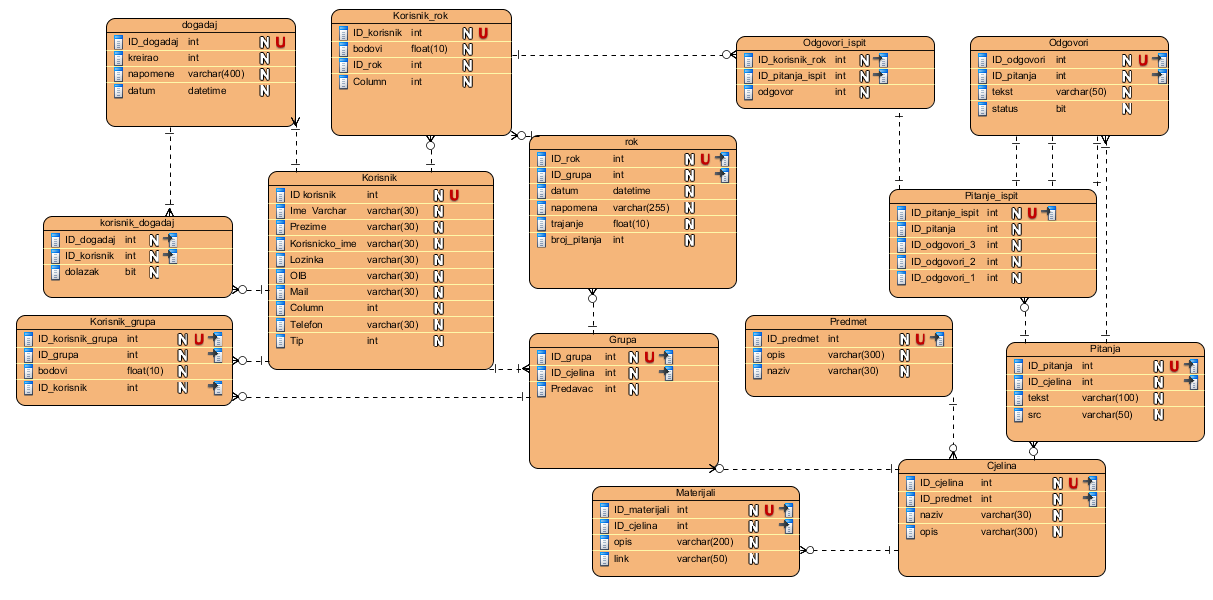 dogadaj
ID_dogadaj int N U
kreirao int N
napomene varchar(400) N
datum datetime N
Korisnik_rok
ID_korisnik int N U
bodovi float(10) N
ID_rok int N
Column int N
Odgovori_ispit
ID_korisnik_rok int N
ID_pitanja_ispit int N
odgovor int N
Odgovori
ID_odgovori int N U
ID_pitanja int N
tekst varchar(50) N
status bit N
rok
ID_rok int N U
ID_grupa int N
datum datetime N
napomena varchar(255) N
trajanje float(10) N
broj_pitanja int N
Korisnik
ID korisnik int N U
Ime Varchar varchar(30) N
Prezime varchar(30) N
Korisnicko_ime varchar(30) N
Lozinka varchar(30) N
OIB varchar(30) N
Mail varchar(30) N
Column int N
Telefon varchar(30) N
Tip int N
Pitanje_ispit
ID_pitanje_ispit int N U
ID_pitanja int N
ID_odgovori_3 int N
ID_odgovori_2 int N
ID_odgovori_1 int N
korisnik_dogadaj
ID_dogadaj int N
ID_korisnik int N
dolazak bit N
Korisnik_grupa
ID_korisnik_grupa int N U
ID_grupa int N
bodovi float(10) N
ID_korisnik int N
Grupa
ID_grupa int N U
ID_cjelina int N
Predavac int N
Predmet
ID_predmet int N U
opis varchar(300) N
naziv varchar(30) N
Pitanja
ID_pitanja int N U
ID_cjelina int N
tekst varchar(100) N
src varchar(50) N
Cjelina
ID_cjelina int N U
ID_predmet int N
naziv varchar(30) N
opis varchar(300) N
Materijali
ID_materijali int N U
ID_cjelina int N
opis varchar(200) N
link varchar(50) N